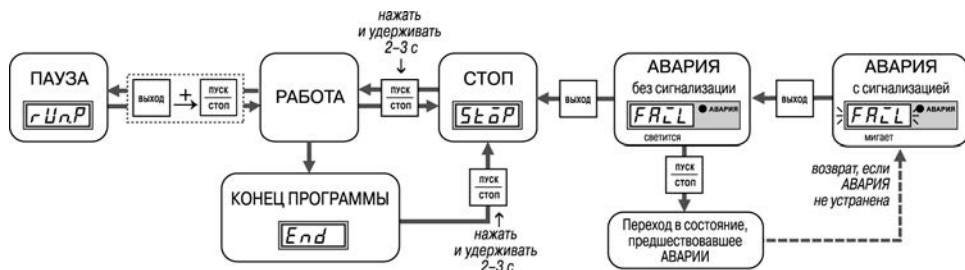 нажать
и удерживать
2–3 с
ПАУЗА
rUn.P
выход
+
пуск
стоп
РАБОТА
пуск
стоп
СТОП
StoP
выход
АВАРИЯ
без сигнализации
FAiL
АВАРИЯ
светится
выход
АВАРИЯ
с сигнализацией
FAiL
АВАРИЯ
мигает
КОНЕЦ ПРОГРАММЫ
End
пуск
стоп
нажать
и удерживать
2–3 с
пуск
стоп
Переход в состояние,
предшествовавшее
АВАРИИ
возврат, если
АВАРИЯ
не устранена